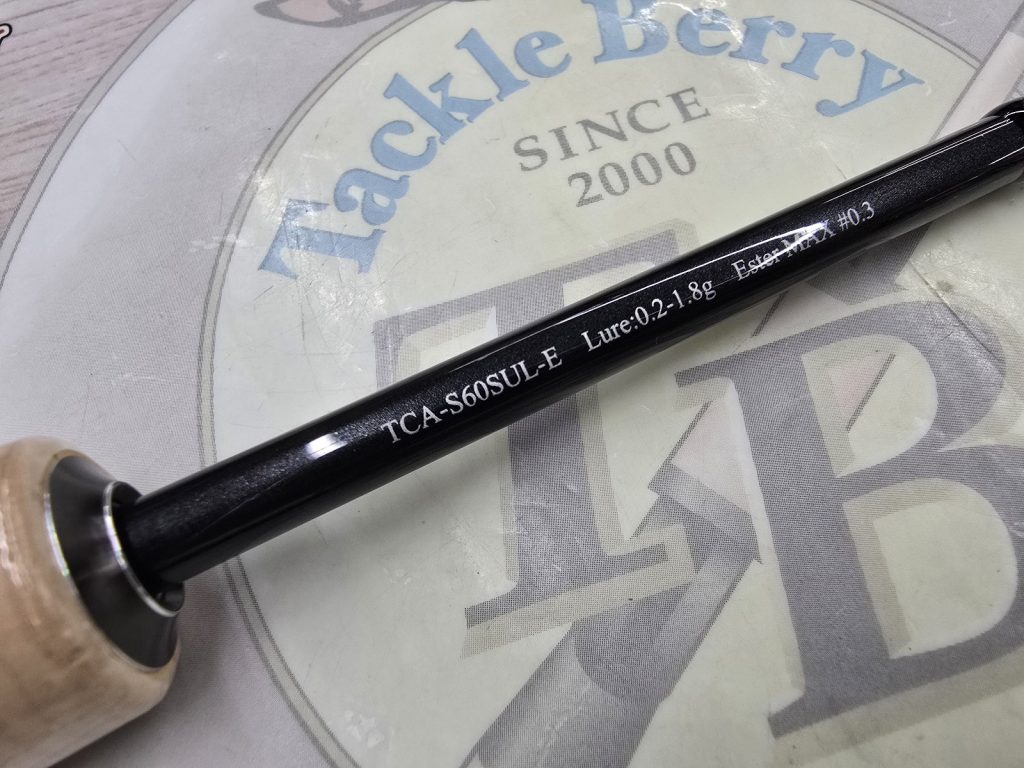 Tackle Berry
SINCE
2000
TB
TCA-S60SUL-E Lure:0.2-1.8g Ester MAX #0.3